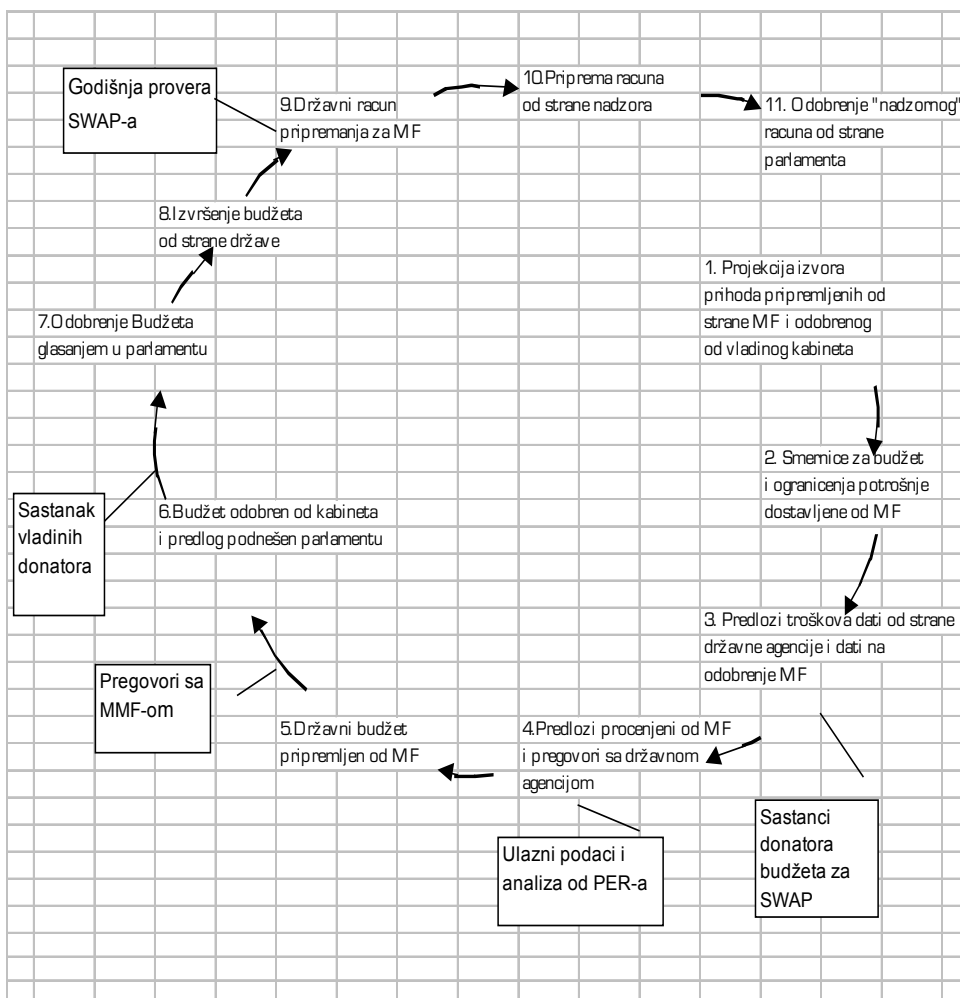 Godišnja provera
SWAP-a
9.Državni racun
pripremanja za MF
10.Priprema racuna
od strane nadzora
11. Odobrenje "nadzornog"
racuna od strane
parlamenta
8.Izvršenje budžeta
od strane države
1. Projekcija izvora
prihoda pripremljenih od
strane MF i odobrenog
od vladinog kabineta
7.Odobrenje Budžeta
glasanjem u parlamentu
2. Smernice za budžet
i ogranicenja potrošnje
dostavljene od MF
Sastanak
vladinih
donatora
6.Budžet odobren od kabineta
i predlog podnešen parlamentu
3. Predlozi troškova dati od strane
državne agencije i dati na
odobrenje MF
Pregovori sa
MMF-om
5.Državni budžet
pripremljen od MF
4.Predlozi procenjeni od MF
i pregovori sa državnom
agencijom
Sastanci
donatora
budžeta za
SWAP
Ulazni podaci i
analiza od PER-a